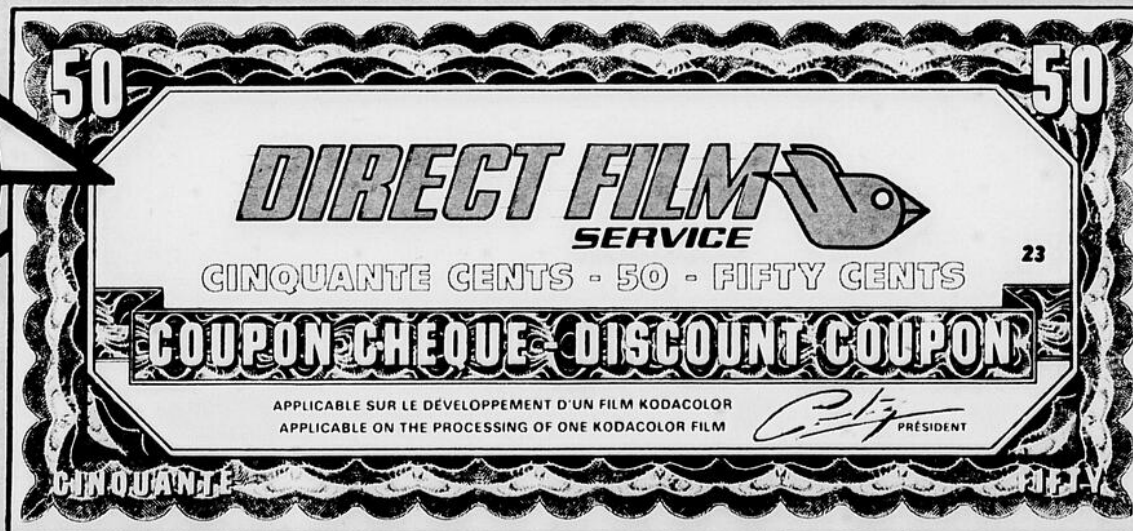 50 50
DIRECT FILM
SERVICE
23
CINQUANTE CENTS - 50 - FIFTY CENTS
COUPON CHÈQUE - DISCOUNT COUPON
APPLICABLE SUR LE DÉVELOPPEMENT D'UN FILM KODACOLOR
APPLICABLE ON THE PROCESSING OF ONE KODACOLOR FILM
PRÉSIDENT
CINQUANTE FIFTY